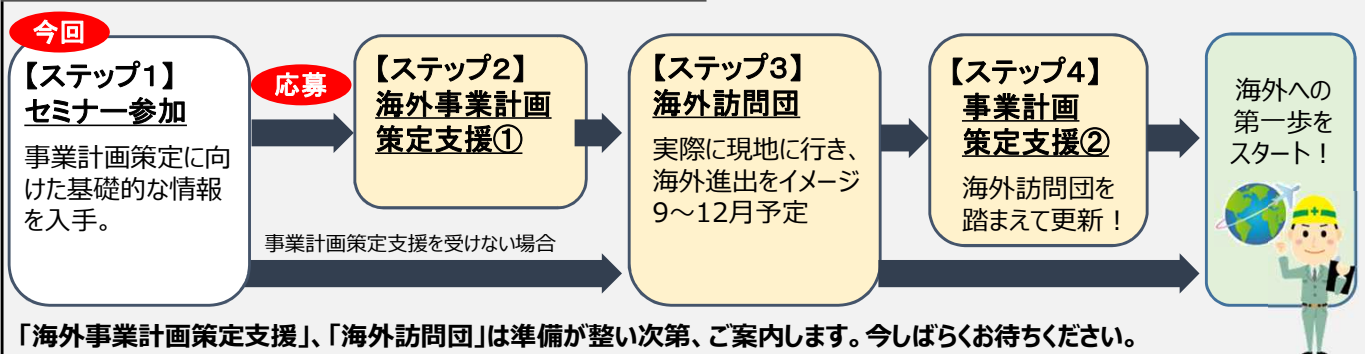 今回
【ステップ1】
セミナー参加
事業計画策定に向
けた基礎的な情報
を入手。
応募
【ステップ2】
海外事業計画
策定支援①
【ステップ3】
海外訪問団
実際に現地に行き、
海外進出をイメージ
9～12月予定
【ステップ4】
事業計画
策定支援②
海外訪問団を
踏まえて更新！
海外への
第一歩を
スタート！
事業計画策定支援を受けない場合
「海外事業計画策定支援」、「海外訪問団」は準備が整い次第、ご案内します。今しばらくお待ちください。